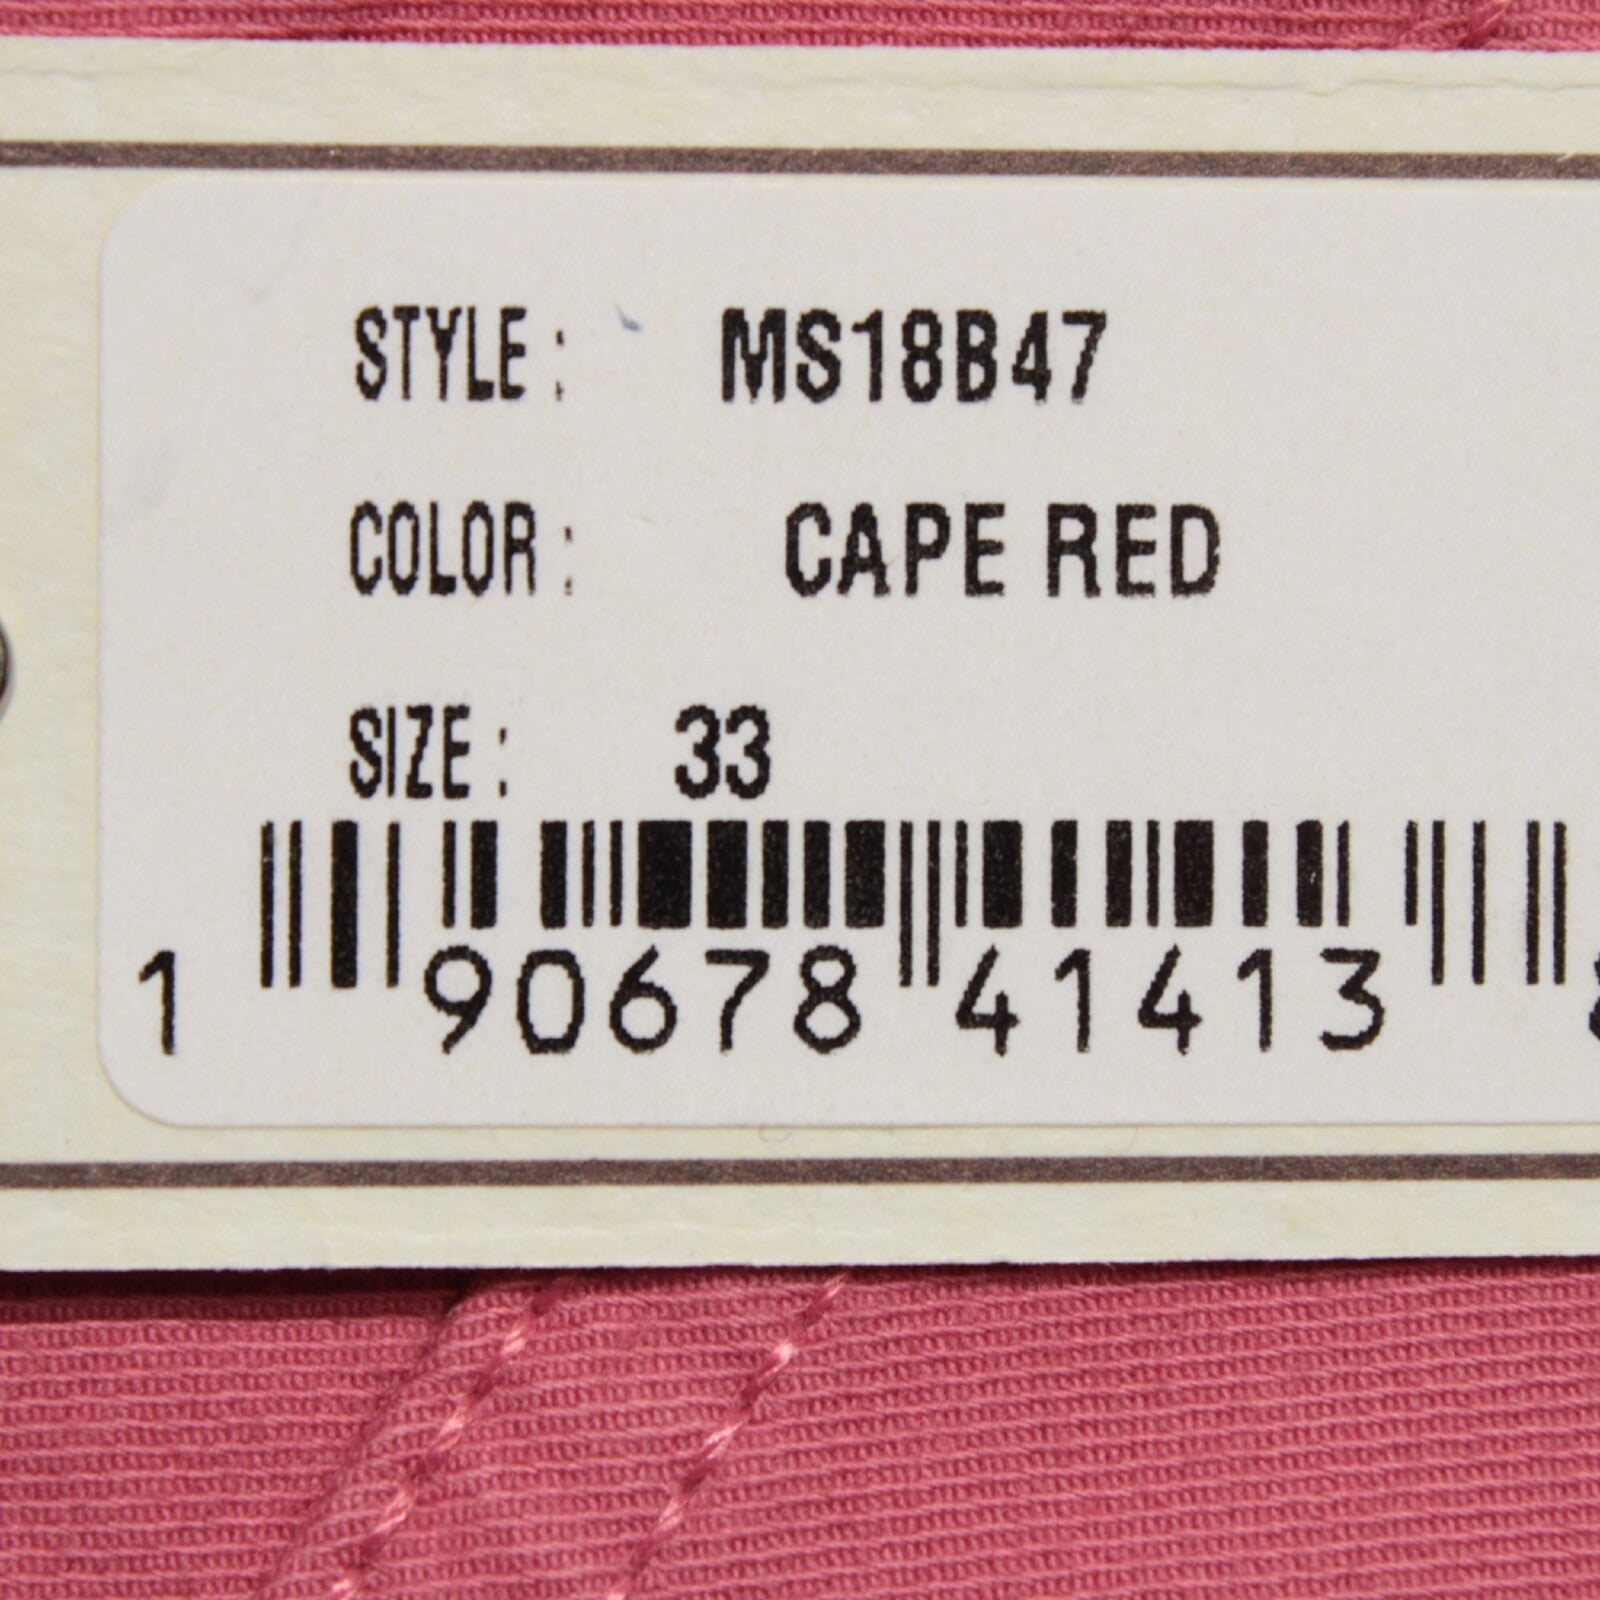 STYLE : MS18B47
COLOR : CAPE RED
SIZE : 33
1 90678 41413